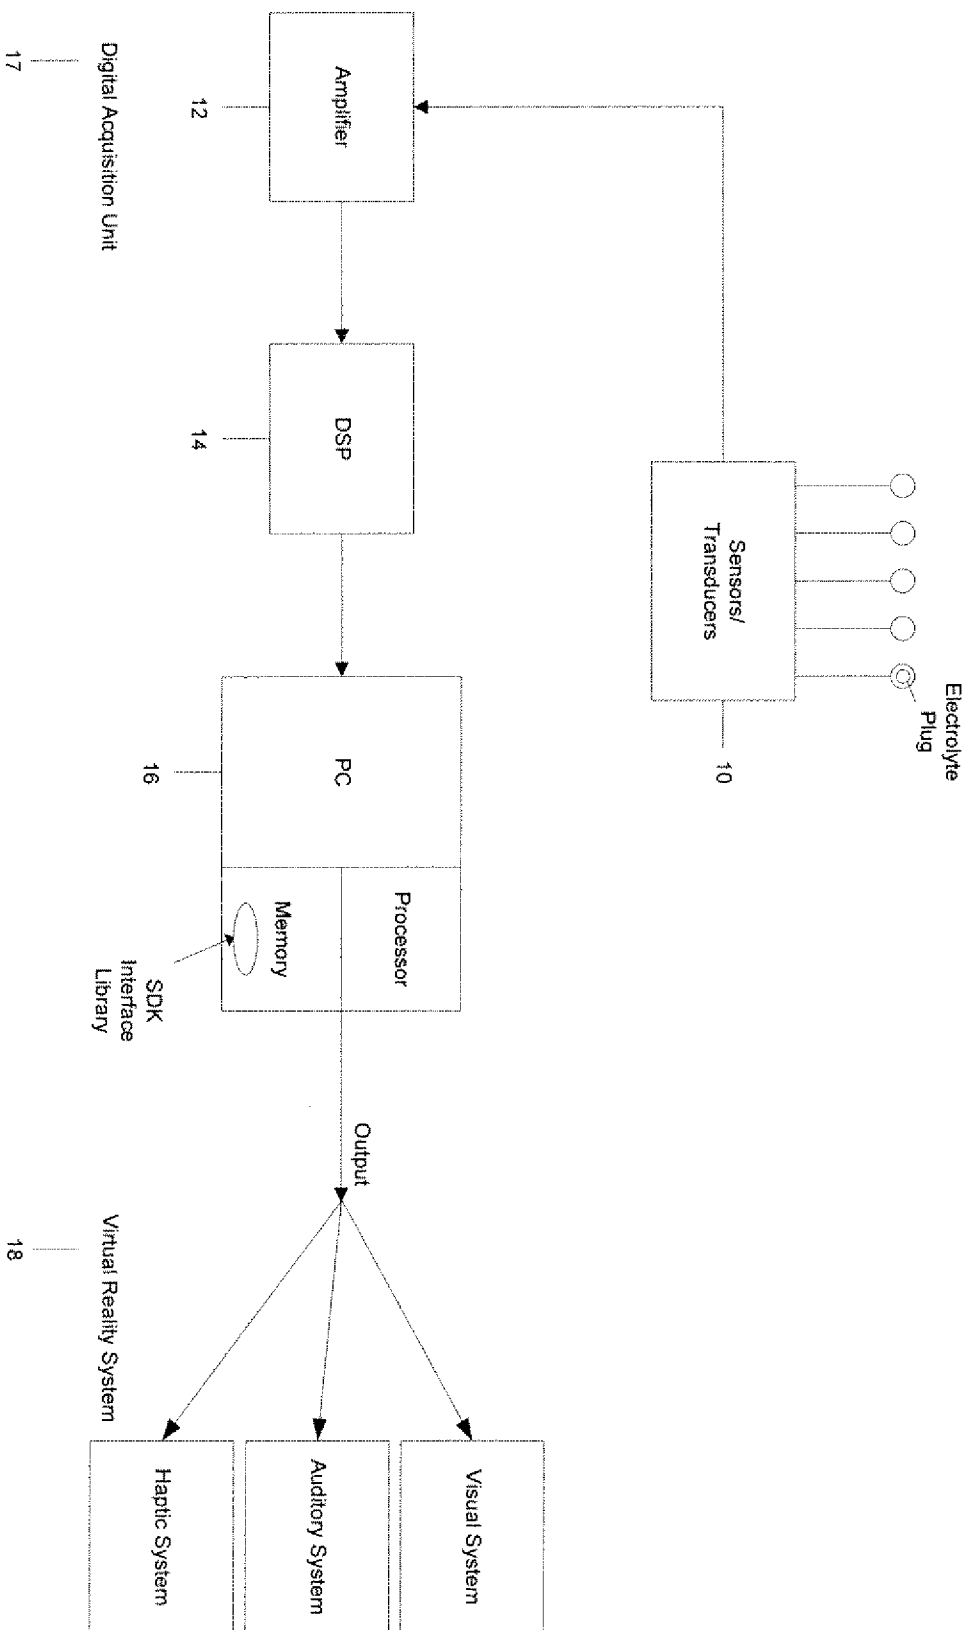 Electrolyte
Plug
Sensors/
Transducers
10
Amplifier
12
DSP
14
PC
16
Processor
Memory
SDK
Interface
Library
Output
Visual System
Auditory System
Haptic System
Digital Acquisition Unit
17
Virtual Reality System
18